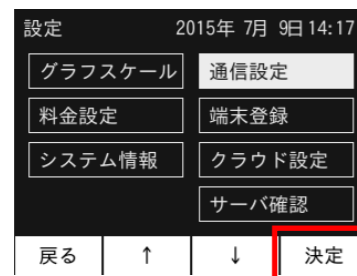 設定 2015年 7月 9日 14:17
グラフスケール 通信設定
料金設定 端末登録
システム情報 クラウド設定
サーバ確認
戻る ↑ ↓ 決定